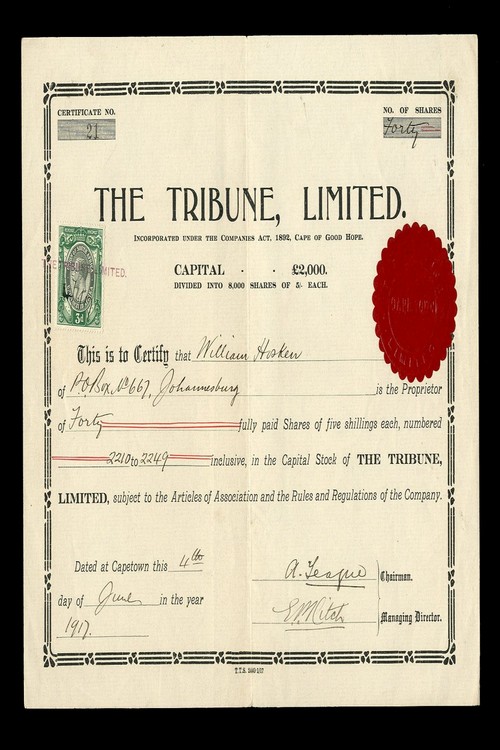 CERTIFICATE NO.
21
NO. OF SHARES
Forty
THE TRIBUNE, LIMITED.
INCORPORATED UNDER THE COMPANIES ACT, 1892, CAPE OF GOOD HOPE.
CAPITAL · · £2,000.
DIVIDED INTO 8,000 SHARES OF 5/- EACH.
LIMITED.
3d
This is to Certify that William Hosken
of P.O. Box No 667, Johannesburg is the Proprietor
of Forty fully paid Shares of five shillings each, numbered
2210 to 2249 inclusive, in the Capital Stock of THE TRIBUNE,
LIMITED, subject to the Articles of Association and the Rules and Regulations of the Company.
Dated at Capetown this 4th
day of June in the year
1917.
A. League Chairman.
Managing Director.